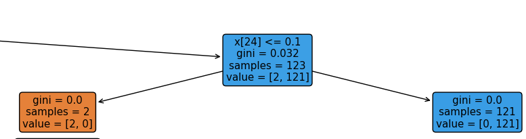 x[24] <= 0.1
gini = 0.032
samples = 123
value = [2, 121]
gini = 0.0
samples = 2
value = [2, 0]
gini = 0.0
samples = 121
value = [0, 121]